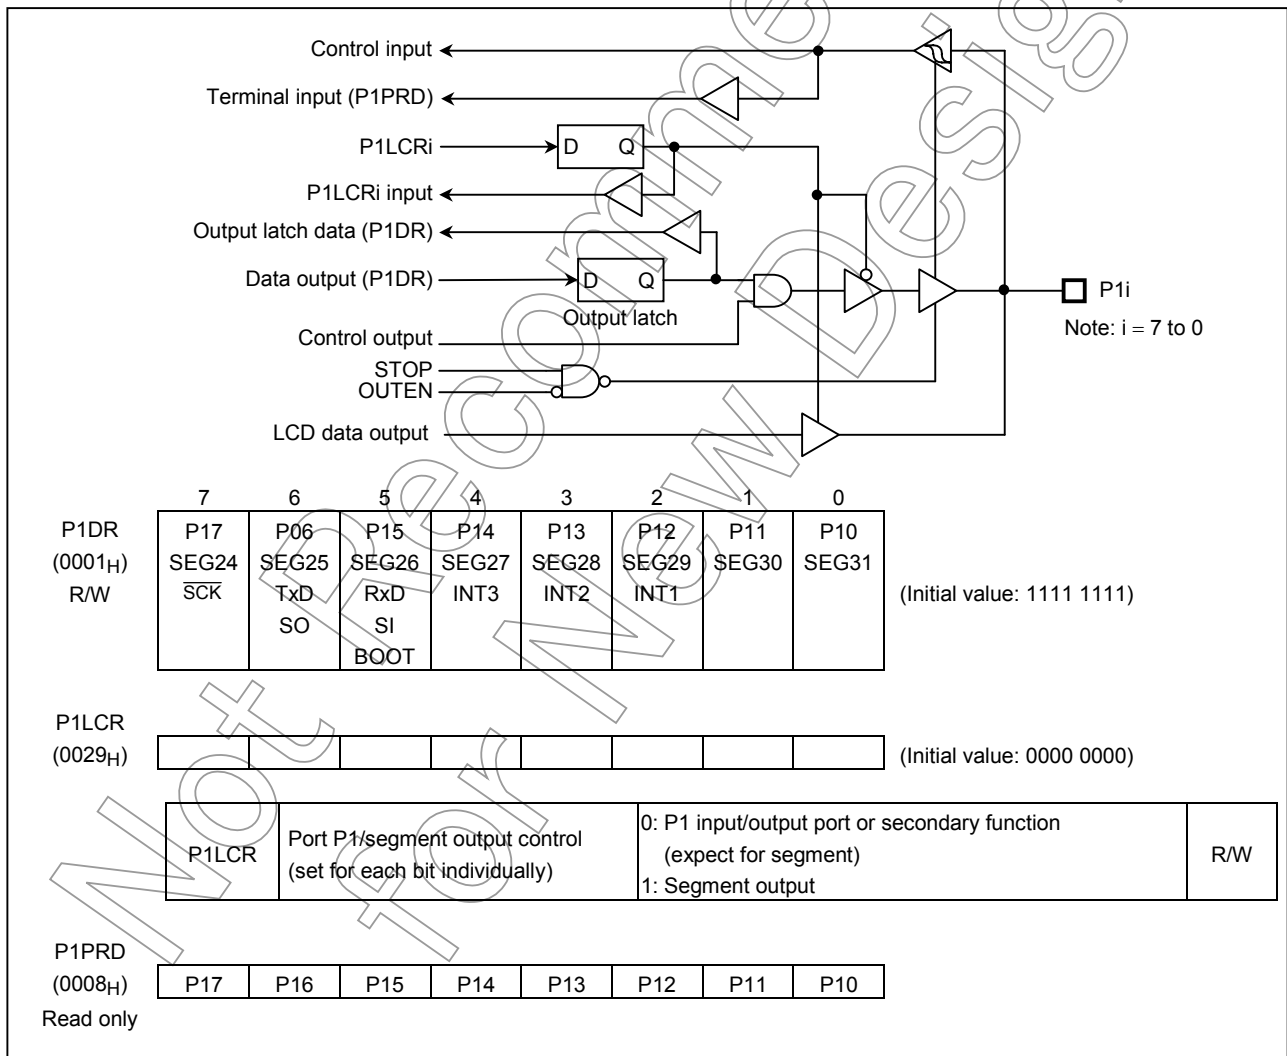 Control input
Terminal input (P1PRD)
P1LCRi
D Q
P1LCRi input
Output latch data (P1DR)
Data output (P1DR)
D Q
Output latch
P1i
Note: i = 7 to 0
Control output
STOP
OUTEN
LCD data output
7 6 5 4 3 2 1 0
P1DR
(0001H)
R/W
P17 P06 P15 P14 P13 P12 P11 P10
SEG24 SEG25 SEG26 SEG27 SEG28 SEG29 SEG30 SEG31
SCK TxD RxD INT3 INT2 INT1
SO SI
BOOT
(Initial value: 1111 1111)
P1LCR
(0029H)
(Initial value: 0000 0000)
P1LCR
Port P1/segment output control
(set for each bit individually)
0: P1 input/output port or secondary function
(expect for segment)
1: Segment output
R/W
P1PRD
(0008H)
Read only
P17 P16 P15 P14 P13 P12 P11 P10
Not Recomme
for New Desig